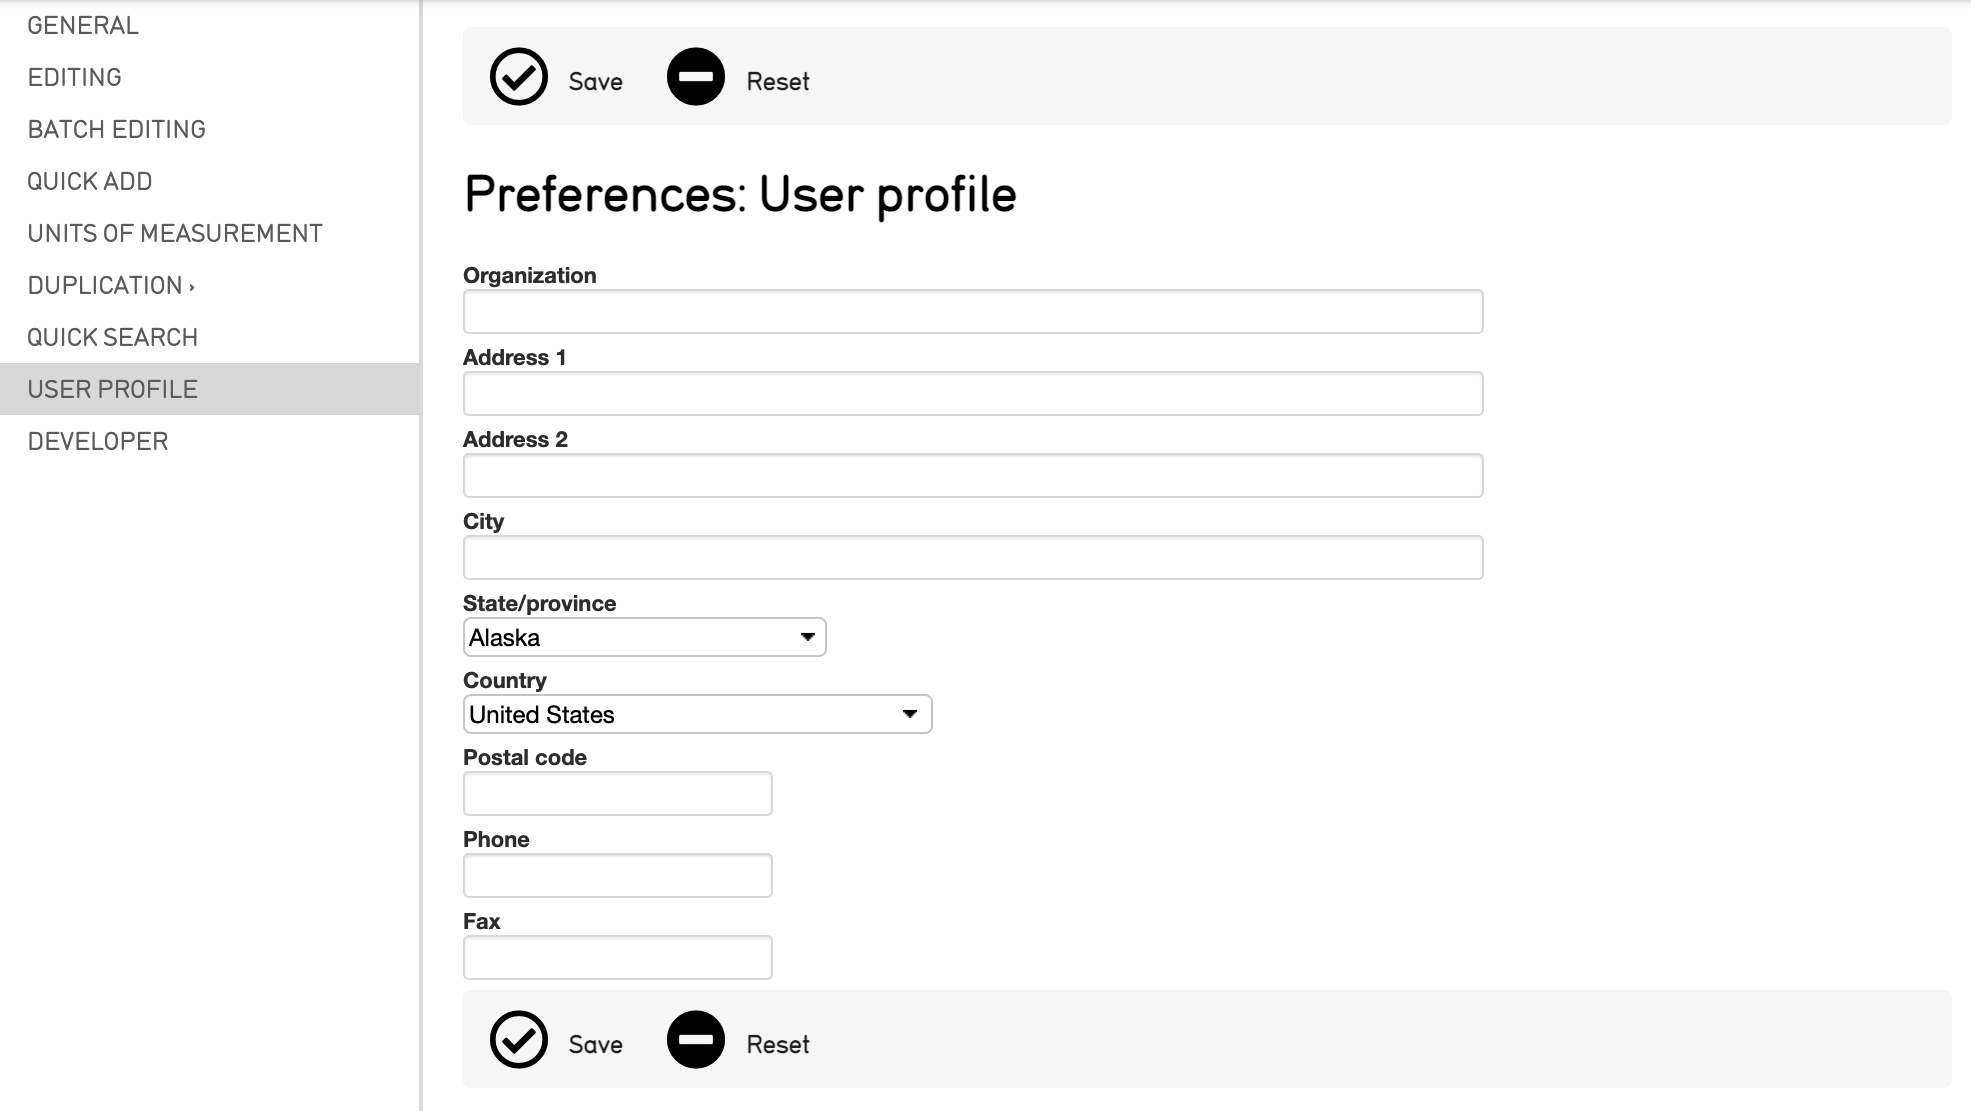 GENERAL
EDITING
BATCH EDITING
QUICK ADD
UNITS OF MEASUREMENT
DUPLICATION ›
QUICK SEARCH
USER PROFILE
DEVELOPER
Save Reset
Preferences: User profile
Organization
Address 1
Address 2
City
State/province
Alaska
Country
United States
Postal code
Phone
Fax
Save Reset